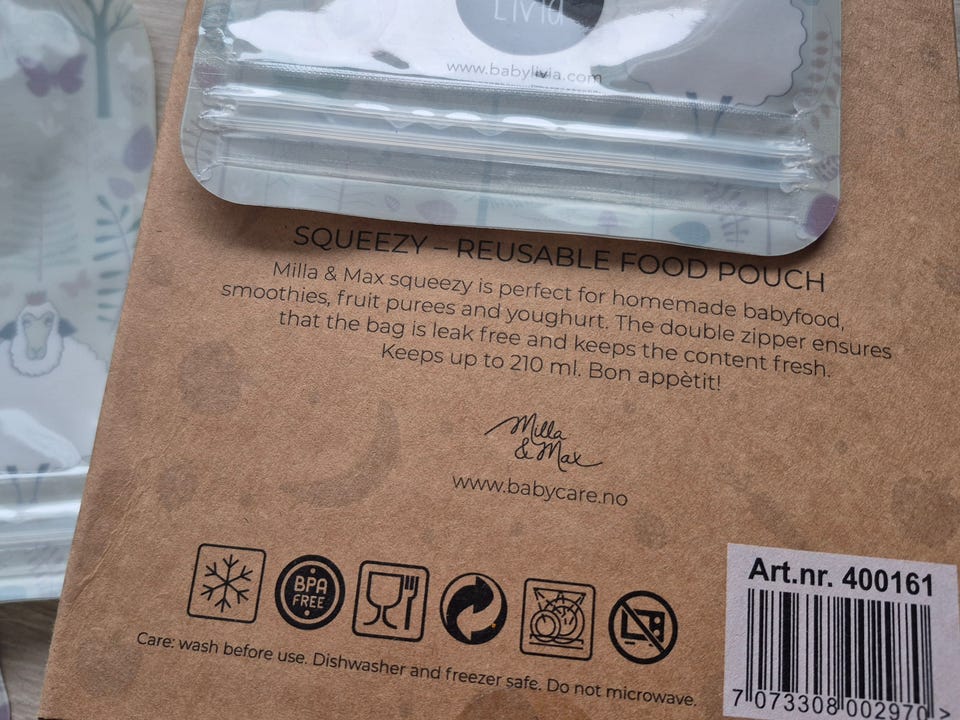 Livia
www.babylivia.com
SQUEEZY – REUSABLE FOOD POUCH
Milla & Max squeezy is perfect for homemade babyfood,
smoothies, fruit purees and youghurt. The double zipper ensures
that the bag is leak free and keeps the content fresh.
Keeps up to 210 ml. Bon appètit!
Milla
& Max
www.babycare.no
BPA
FREE
Care: wash before use. Dishwasher and freezer safe. Do not microwave.
Art.nr. 400161
7 073308 002970 >